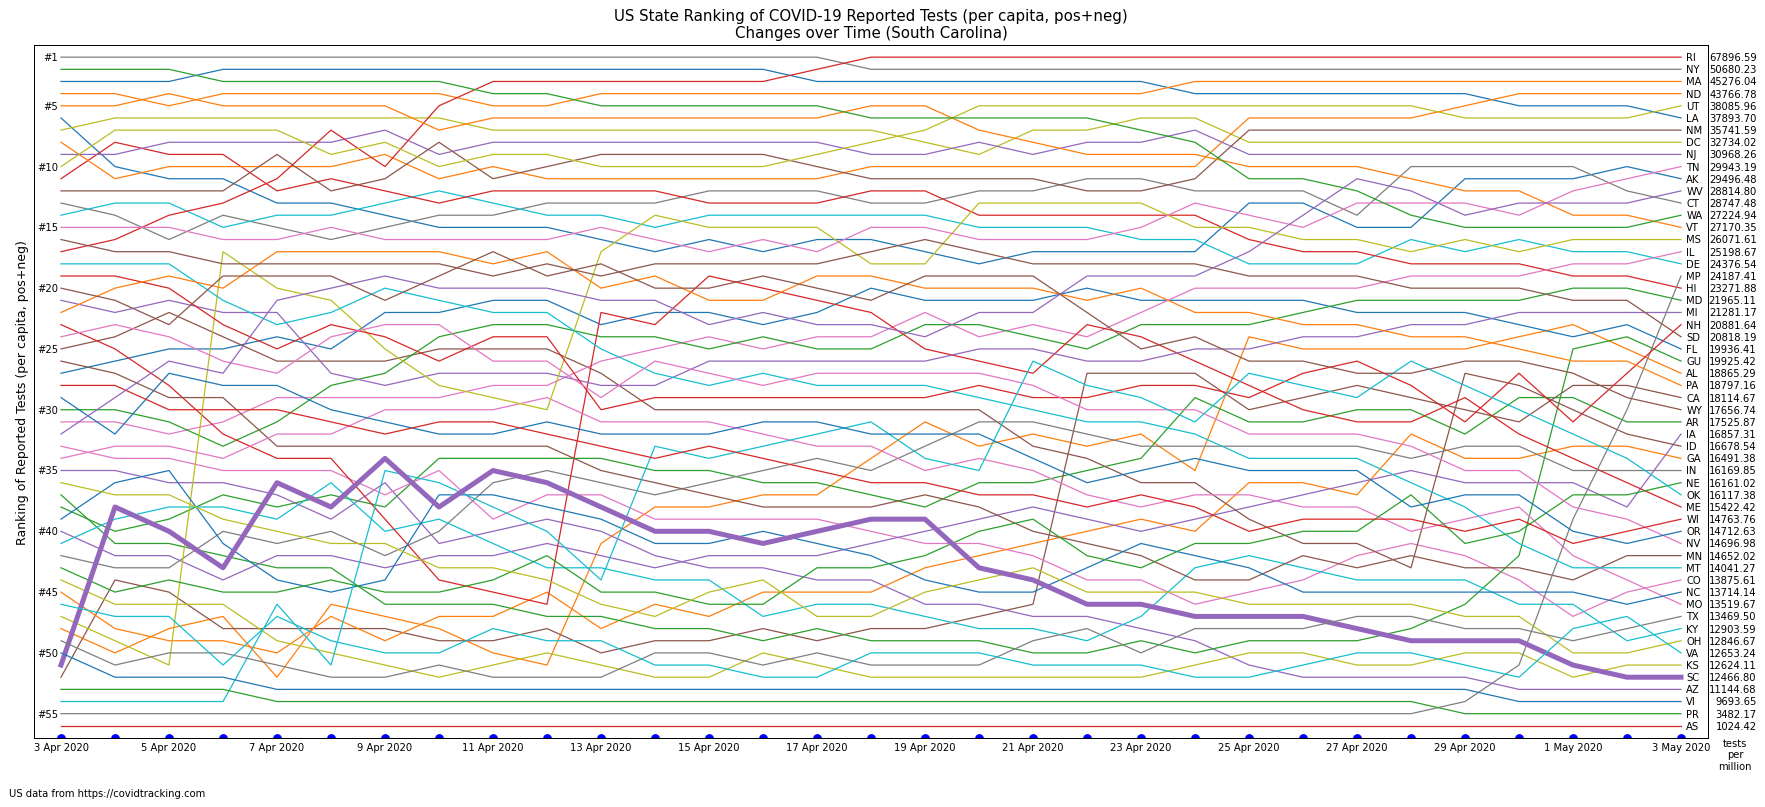 US State Ranking of COVID-19 Reported Tests (per capita, pos+neg)
Changes over Time (South Carolina)
Ranking of Reported Tests (per capita, pos+neg)
#1
#5
#10
#15
#20
#25
#30
#35
#40
#45
#50
#55
RI 67896.59
NY 50680.23
MA 45276.04
ND 43766.78
UT 38085.96
LA 37893.70
NM 35741.59
DC 32734.02
NJ 30968.26
TN 29943.19
AK 29496.48
WV 28814.80
CT 28747.48
WA 27224.94
VT 27170.35
MS 26071.61
IL 25198.67
DE 24376.54
MP 24187.41
HI 23271.88
MD 21965.11
MI 21281.17
NH 20881.64
SD 20818.19
FL 19936.41
GU 19925.42
AL 18865.29
PA 18797.16
CA 18114.67
WY 17656.74
AR 17525.87
IA 16857.31
ID 16678.54
GA 16491.38
IN 16169.85
NE 16161.02
OK 16117.38
ME 15422.42
WI 14763.76
OR 14712.63
NV 14696.98
MN 14652.02
MT 14041.27
CO 13875.61
NC 13714.14
MO 13519.67
TX 13469.50
KY 12903.59
OH 12846.67
VA 12653.24
KS 12624.11
SC 12466.80
AZ 11144.68
VI 9693.65
PR 3482.17
AS 1024.42
3 Apr 2020 5 Apr 2020 7 Apr 2020 9 Apr 2020 11 Apr 2020 13 Apr 2020 15 Apr 2020 17 Apr 2020 19 Apr 2020 21 Apr 2020 23 Apr 2020 25 Apr 2020 27 Apr 2020 29 Apr 2020 1 May 2020 3 May 2020
tests
per
million
US data from https://covidtracking.com